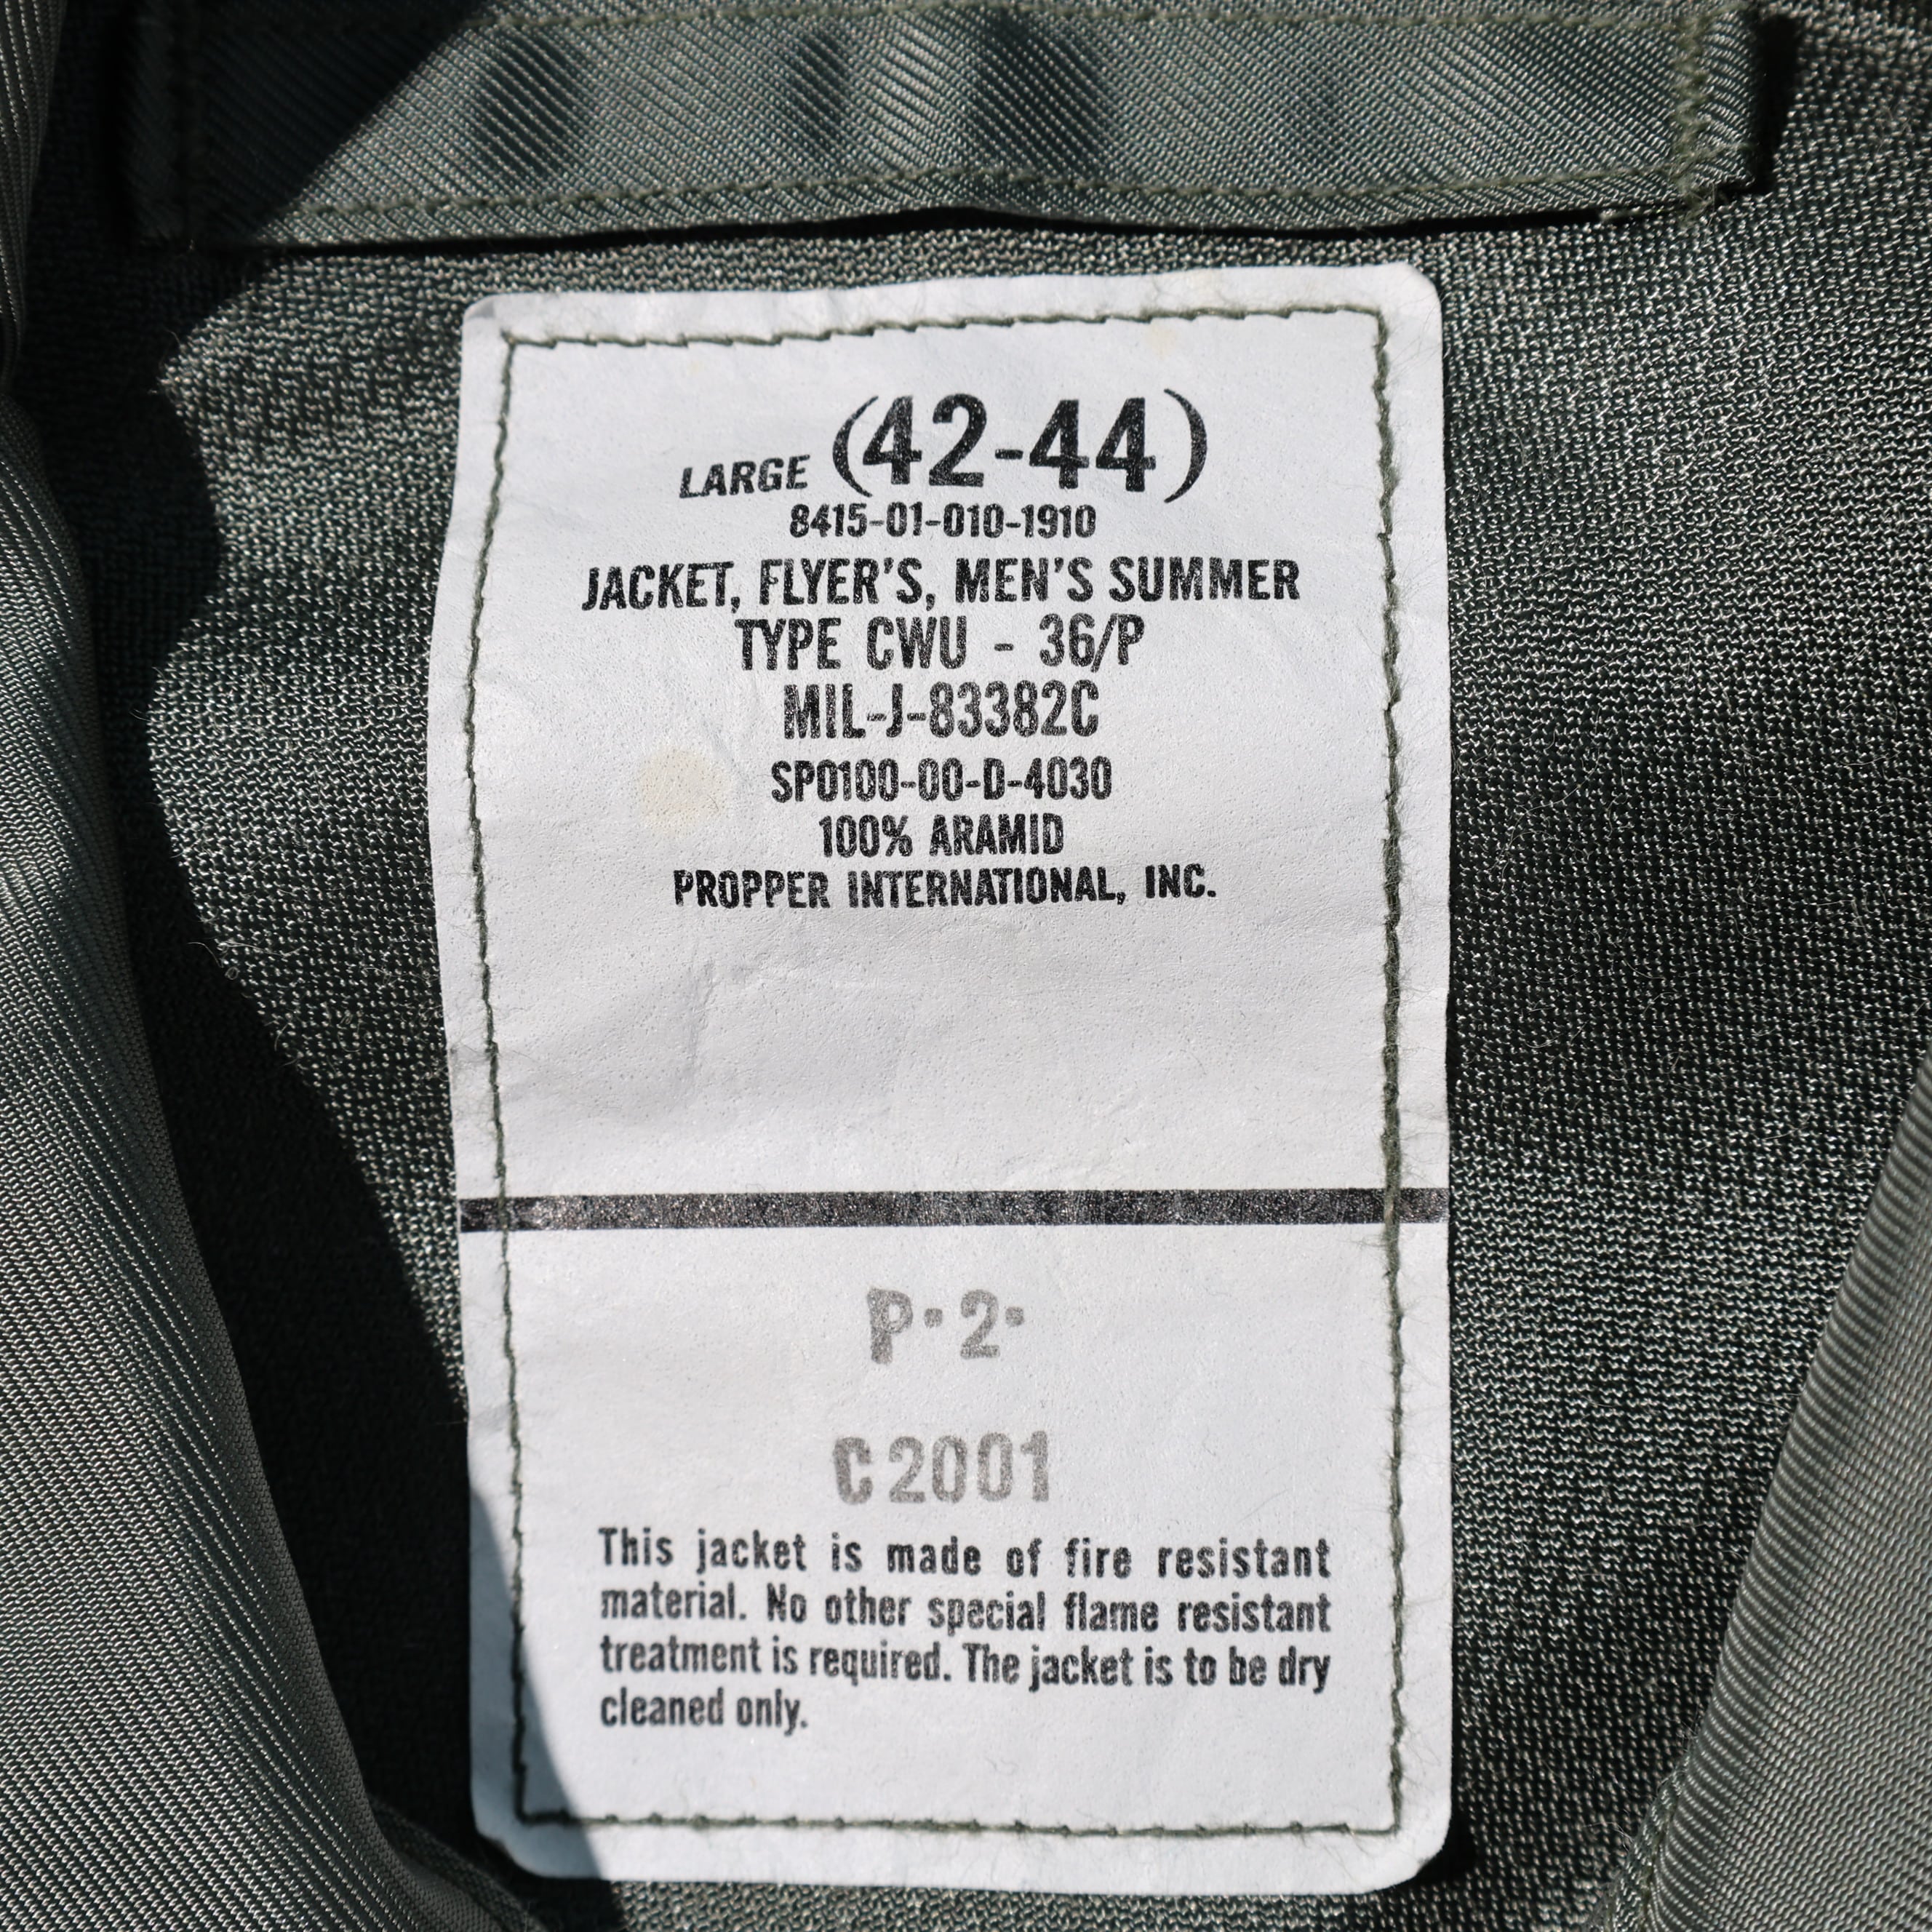 LARGE (42-44)
8415-01-010-1910
JACKET, FLYER'S, MEN'S SUMMER
TYPE CWU - 36/P
MIL-J-83382C
SP0100-00-D-4030
100% ARAMID
PROPPER INTERNATIONAL, INC.
P·2·
C2001
This jacket is made of fire resistant
material. No other special flame resistant
treatment is required. The jacket is to be dry
cleaned only.